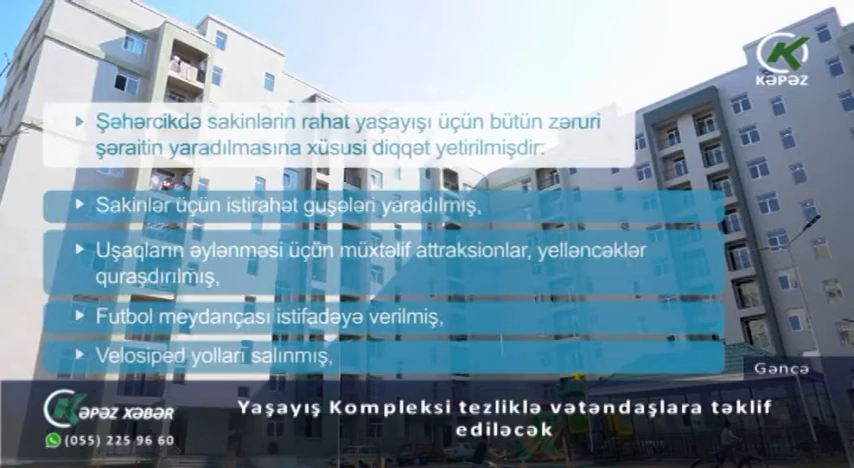 KƏPƏZ
Şəhərcikdə sakinlərin rahat yaşayışı üçün bütün zəruri
şəraitin yaradılmasına xüsusi diqqət yetirilmişdir:
Sakinlər üçün istirahət guşələri yaradılmış,
Uşaqların əylənməsi üçün müxtəlif attraksionlar, yelləncəklər
quraşdırılmış,
Futbol meydançası istifadəyə verilmiş,
Velosiped yollari salınmış,
Gəncə
KƏPƏZ XƏBƏR
(055) 225 96 60
Yaşayış Kompleksi tezliklə vətəndaşlara təklif
ediləcək